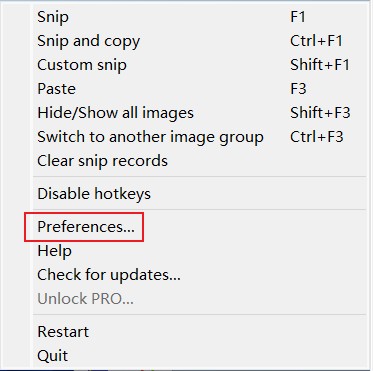 Snip F1
Snip and copy Ctrl+F1
Custom snip Shift+F1
Paste F3
Hide/Show all images Shift+F3
Switch to another image group Ctrl+F3
Clear snip records
Disable hotkeys
Preferences...
Help
Check for updates...
Unlock PRO...
Restart
Quit